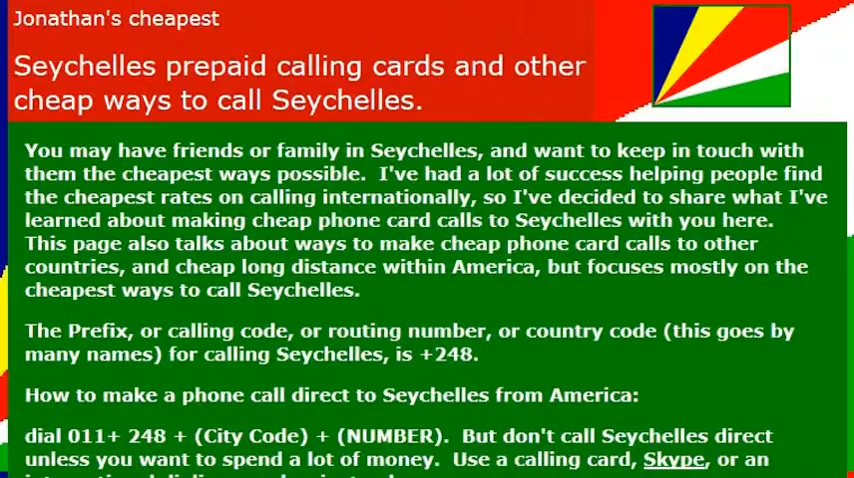 Jonathan's cheapest
Seychelles prepaid calling cards and other
cheap ways to call Seychelles.
You may have friends or family in Seychelles, and want to keep in touch with
them the cheapest ways possible.  I've had a lot of success helping people find
the cheapest rates on calling internationally, so I've decided to share what I've
learned about making cheap phone card calls to Seychelles with you here.
This page also talks about ways to make cheap phone card calls to other
countries, and cheap long distance within America, but focuses mostly on the
cheapest ways to call Seychelles.
The Prefix, or calling code, or routing number, or country code (this goes by
many names) for calling Seychelles, is +248.
How to make a phone call direct to Seychelles from America:
dial 011+ 248 + (City Code) + (NUMBER).  But don't call Seychelles direct
unless you want to spend a lot of money.  Use a calling card, Skype, or an